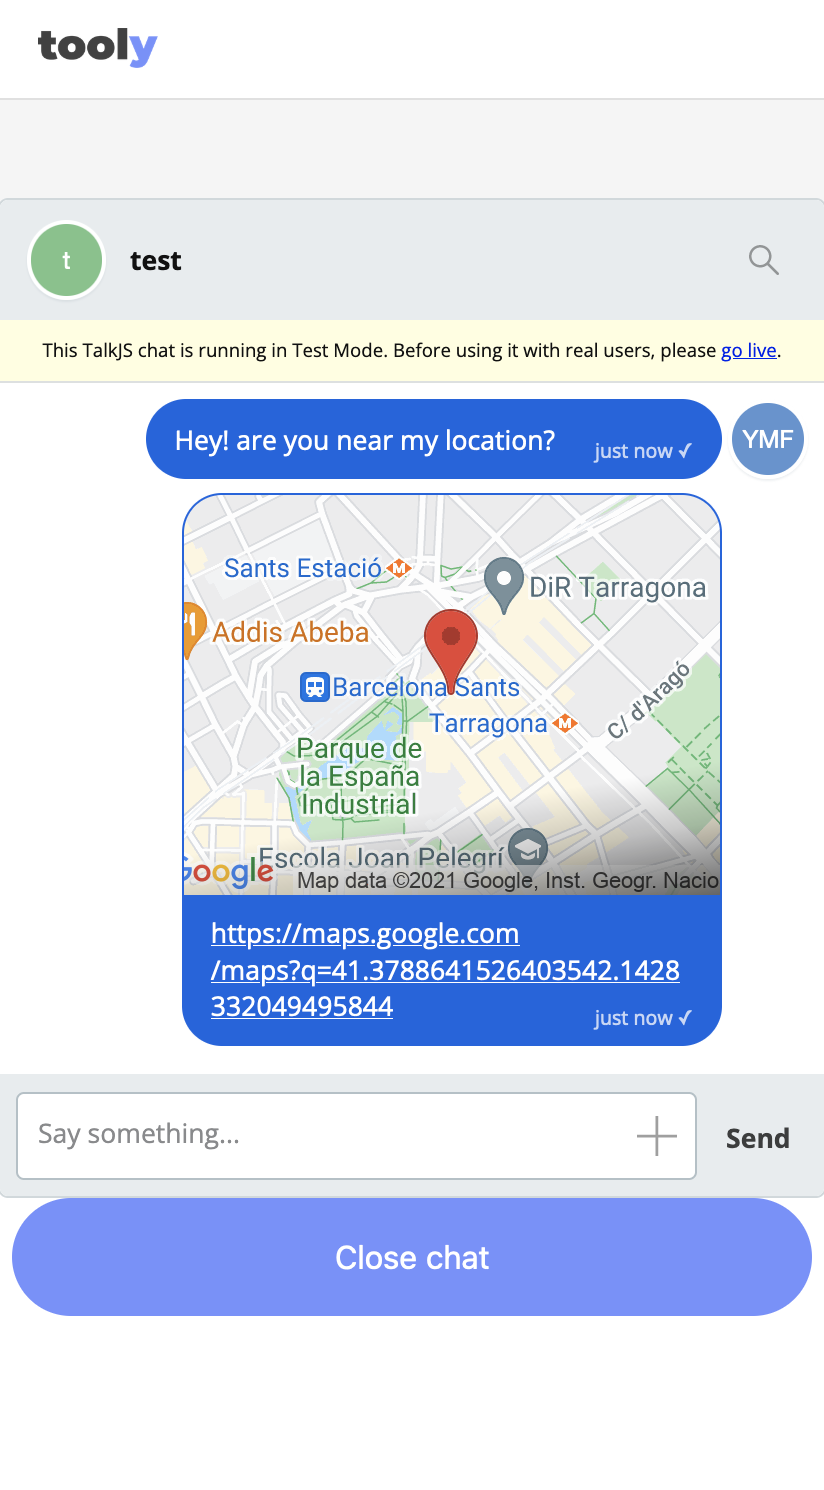 tooly
t
test
This TalkJS chat is running in Test Mode. Before using it with real users, please go live.
Hey! are you near my location?
just now ✓
YMF
Sants Estació
M
DiR Tarragona
Addis Abeba
Barcelona Sants
Tarragona
M
C/ d'Aragó
Parque de
la España
Industrial
Escola Joan Pelegrí
Google
Map data ©2021 Google, Inst. Geogr. Nacio
https://maps.google.com
/maps?q=41.3788641526403542.1428
332049495844
just now ✓
Say something...
Send
Close chat